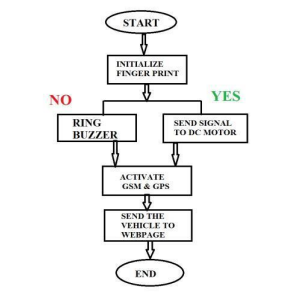 START
INITIALIZE
FINGER PRINT
NO
YES
RING
BUZZER
SEND SIGNAL
TO DC MOTOR
ACTIVATE
GSM & GPS
SEND THE
VEHICLE TO
WEBPAGE
END